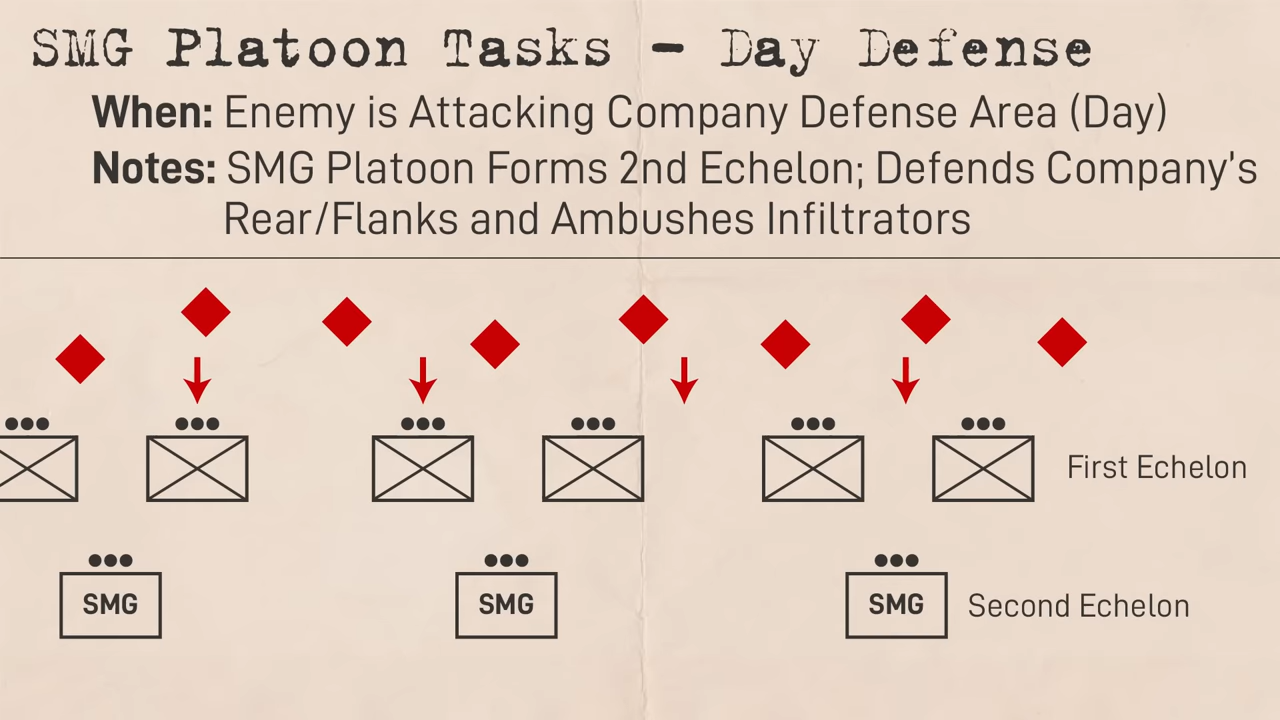 SMG Platoon Tasks - Day Defense
When: Enemy is Attacking Company Defense Area (Day)
Notes: SMG Platoon Forms 2nd Echelon; Defends Company's
Rear/Flanks and Ambushes Infiltrators
First Echelon
SMG SMG SMG Second Echelon